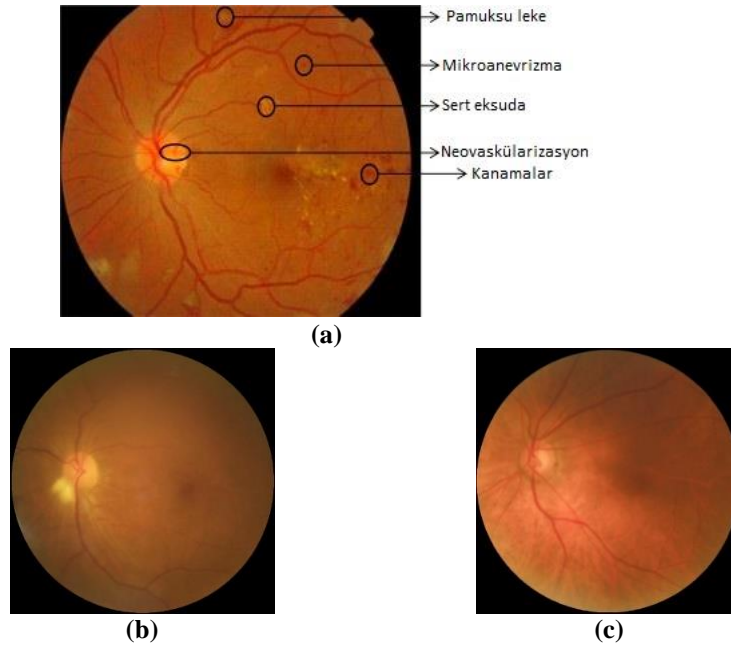 Pamuksu leke
Mikroanevrizma
Sert eksuda
Neovaskülarizasyon
Kanamalar
(a)
(b)
(c)